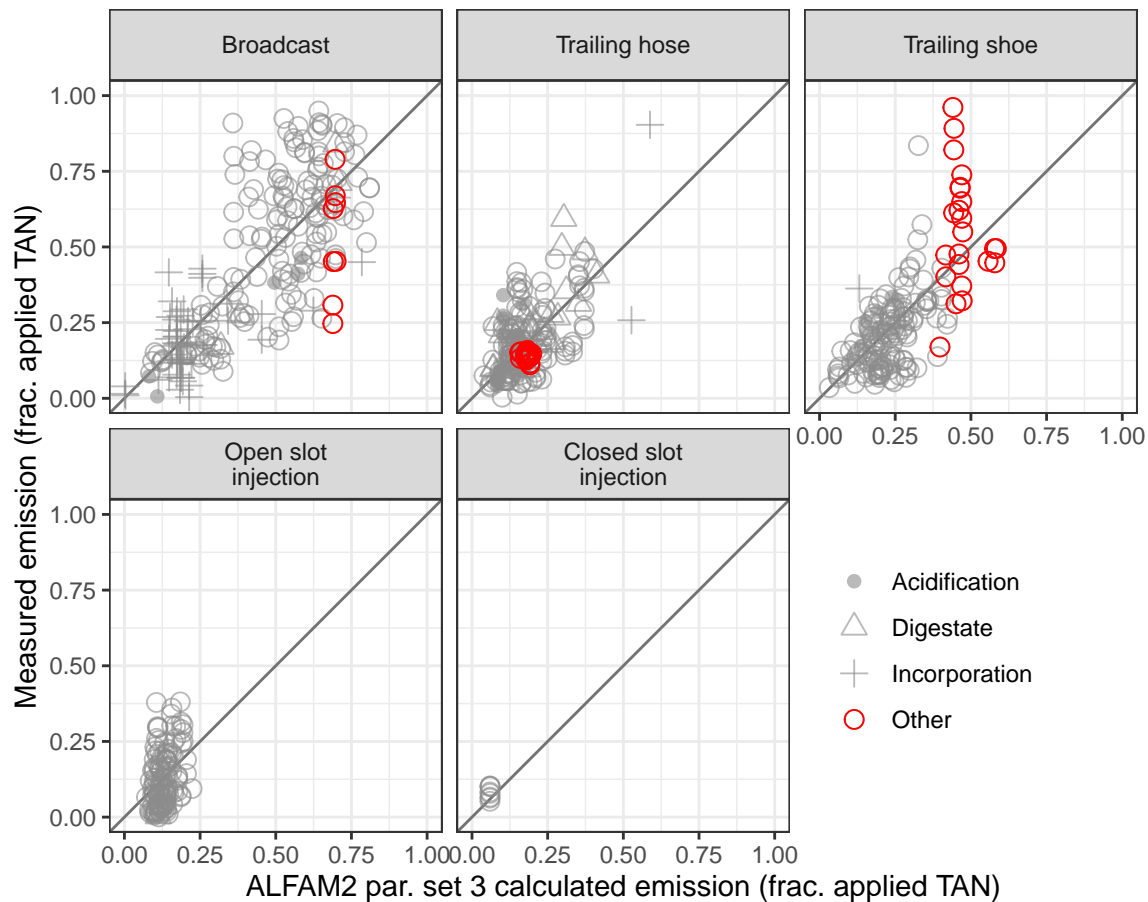 Broadcast
Trailing hose
Trailing shoe
1.00
0.75
0.50
0.25
0.00
0.00 0.25 0.50 0.75 1.00
Open slot
injection
Closed slot
injection
1.00
0.75
0.50
0.25
0.00
0.00 0.25 0.50 0.75 1.00
0.00 0.25 0.50 0.75 1.00
Measured emission (frac. applied TAN)
ALFAM2 par. set 3 calculated emission (frac. applied TAN)
Acidification
Digestate
Incorporation
Other